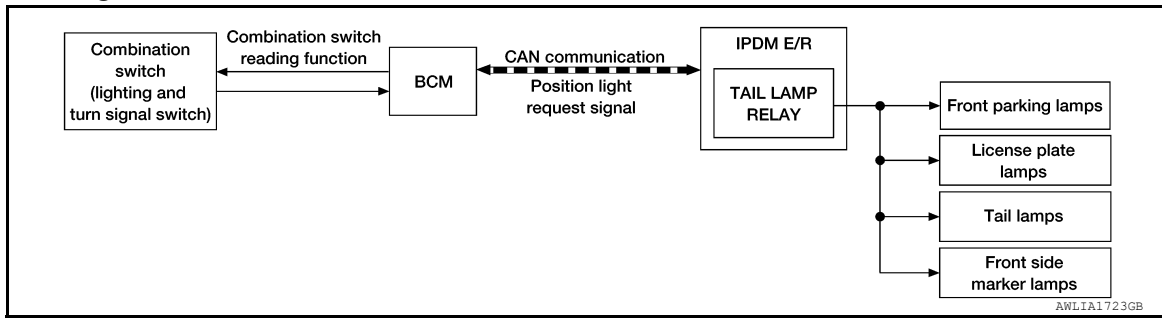 Combination
switch
(lighting and
turn signal switch)
Combination switch
reading function
BCM
CAN communication
Position light
request signal
IPDM E/R
TAIL LAMP
RELAY
Front parking lamps
License plate
lamps
Tail lamps
Front side
marker lamps
AWLIA1723GB